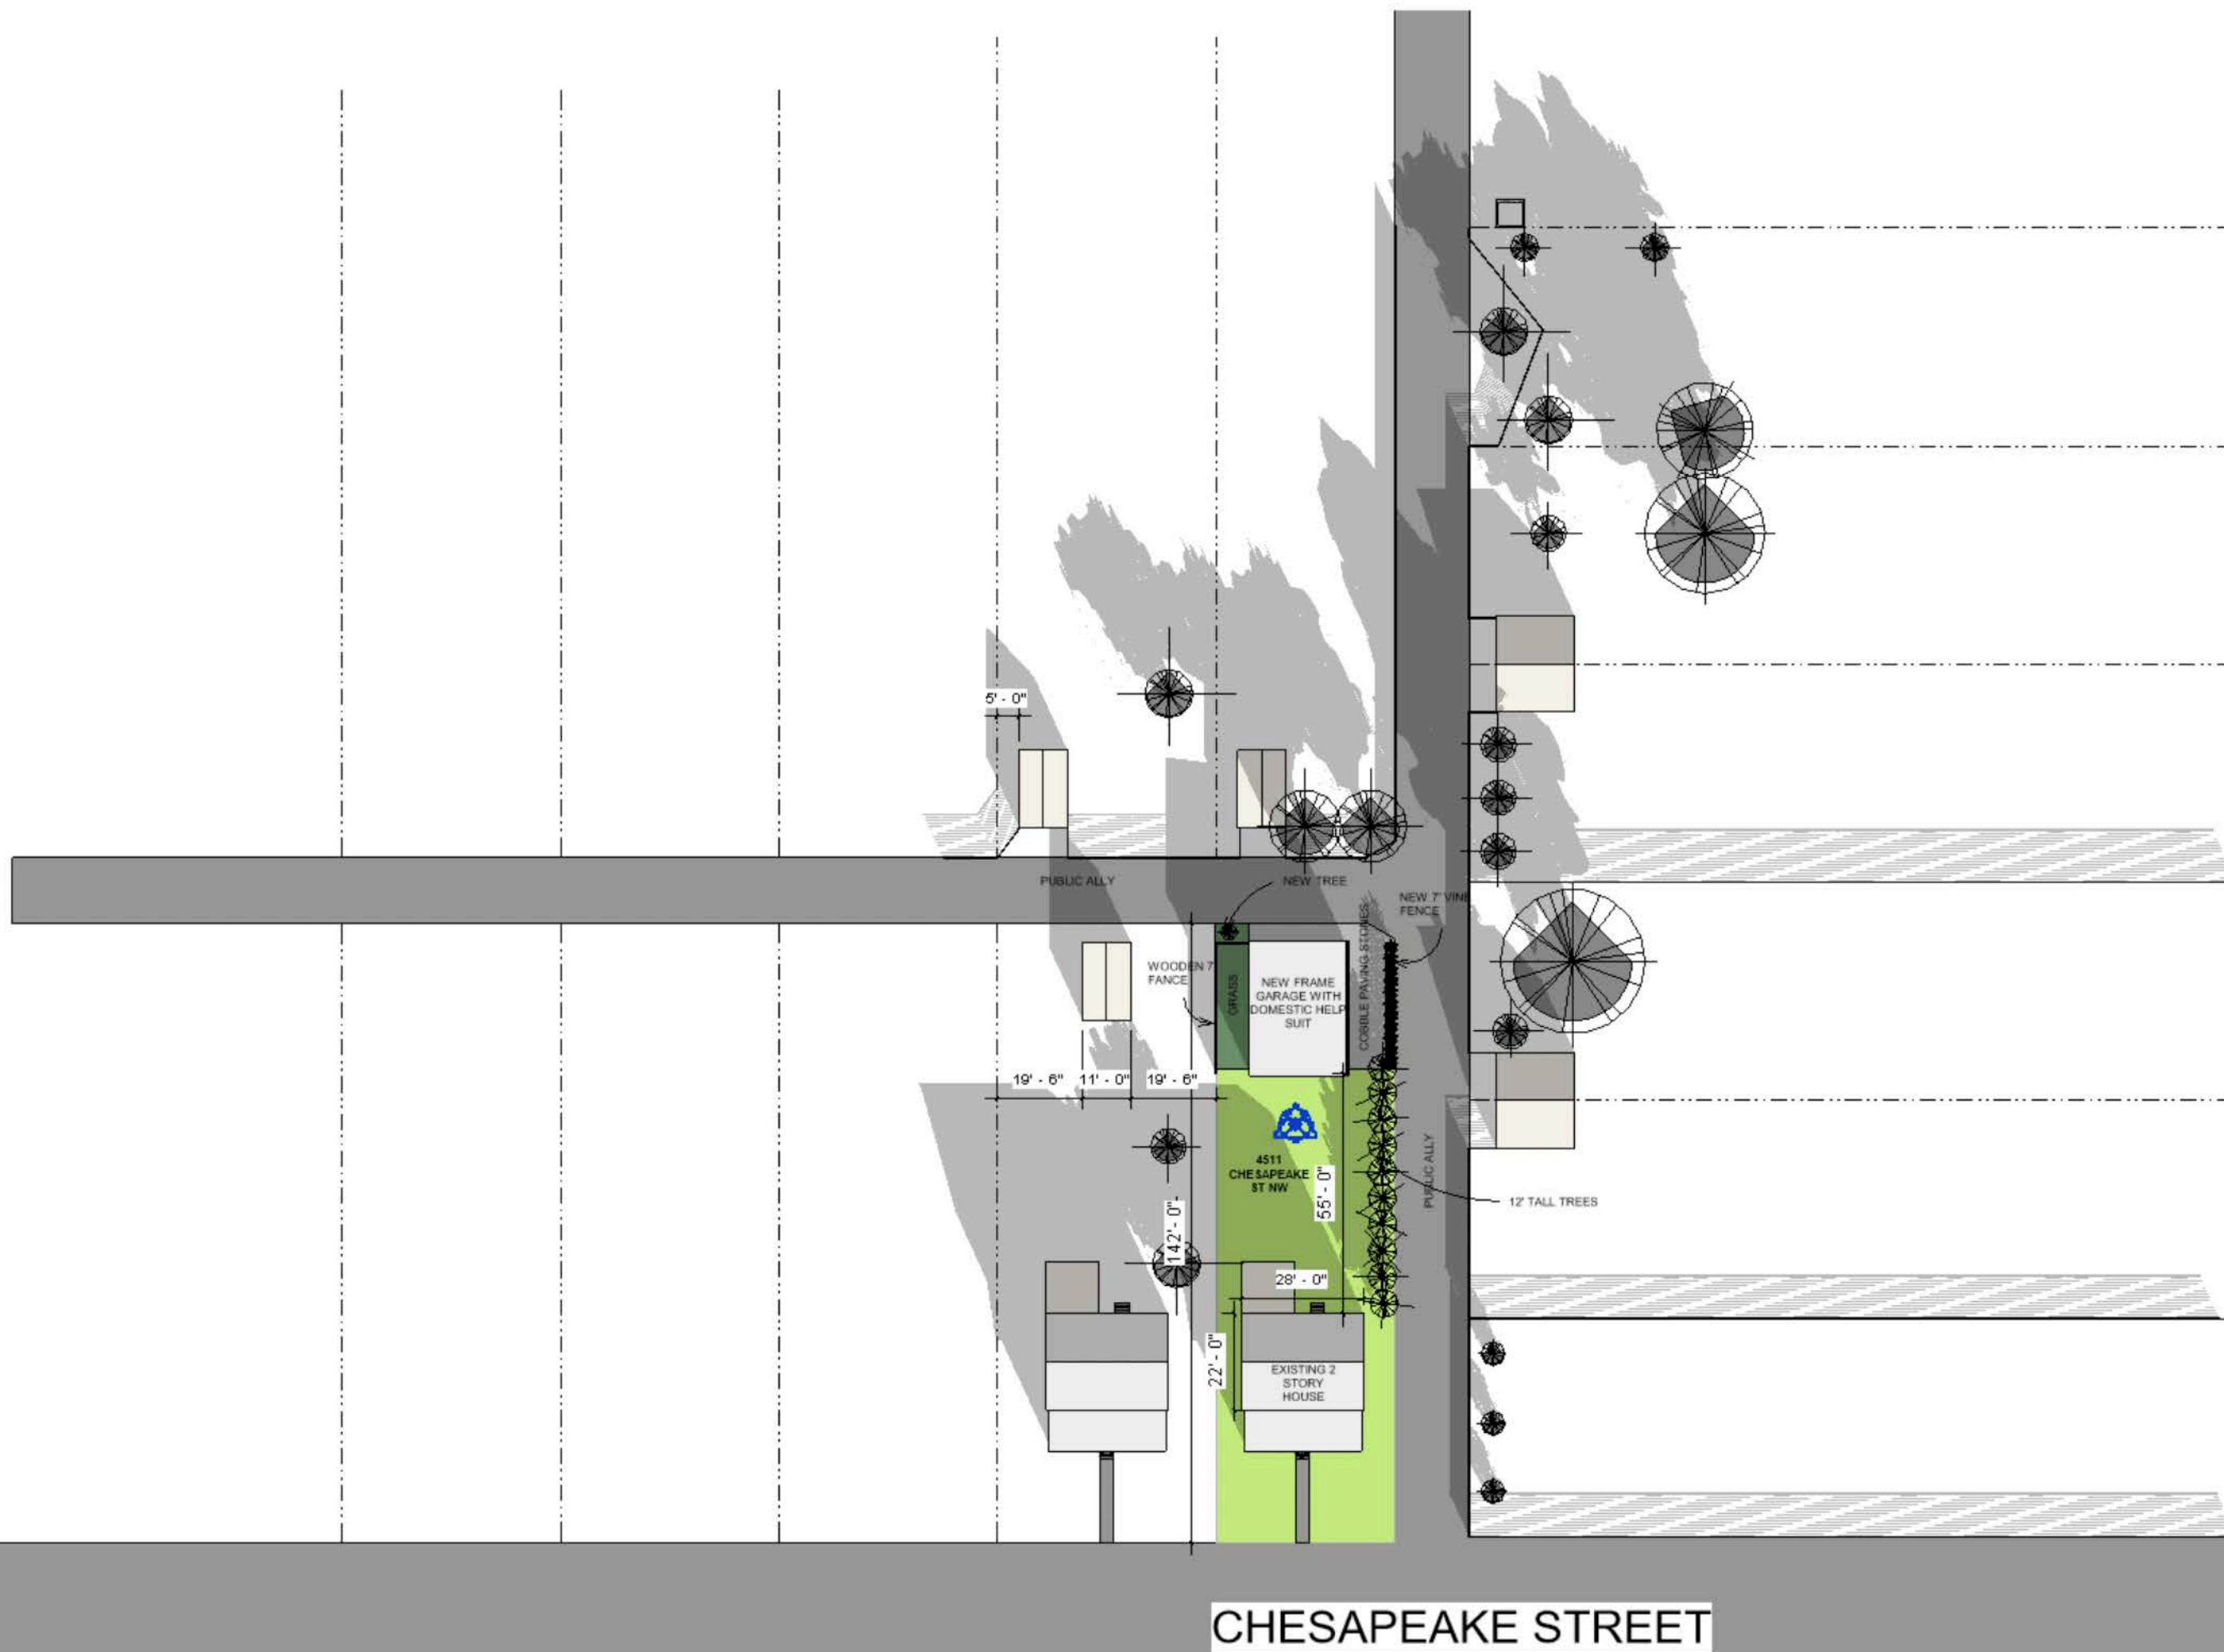 5' - 0"
PUBLIC ALLY
NEW TREE
NEW 7' VINE
FENCE
COBBLE PAVING STONES
WOODEN 7'
FANCE
GRASS
NEW FRAME
GARAGE WITH
DOMESTIC HELP
SUIT
19' - 6"
11' - 0"
19' - 6"
4511
CHESAPEAKE
ST NW
55' - 0"
PUBLIC ALLY
12' TALL TREES
142' - 0"
28' - 0"
22' - 0"
EXISTING 2
STORY
HOUSE
CHESAPEAKE STREET